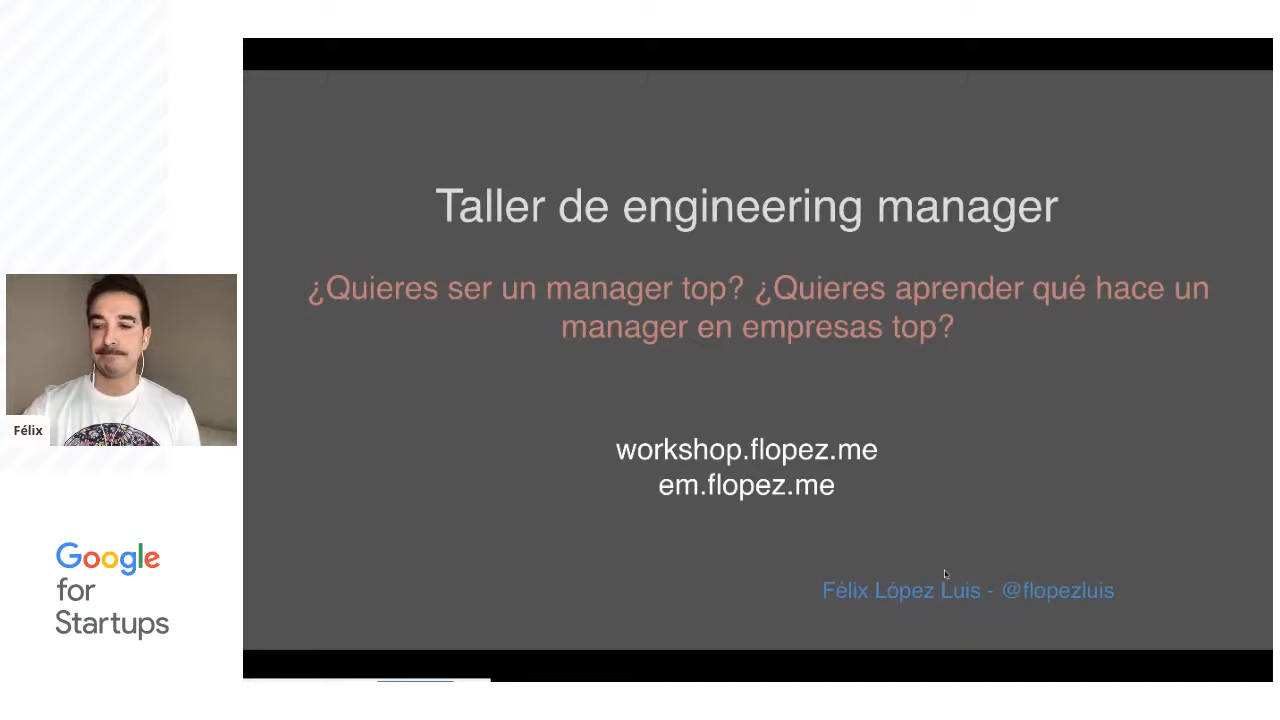 Taller de engineering manager
¿Quieres ser un manager top? ¿Quieres aprender qué hace un
manager en empresas top?
workshop.flopez.me
em.flopez.me
Félix López Luis - @flopezluis
Félix
Google
for
Startups